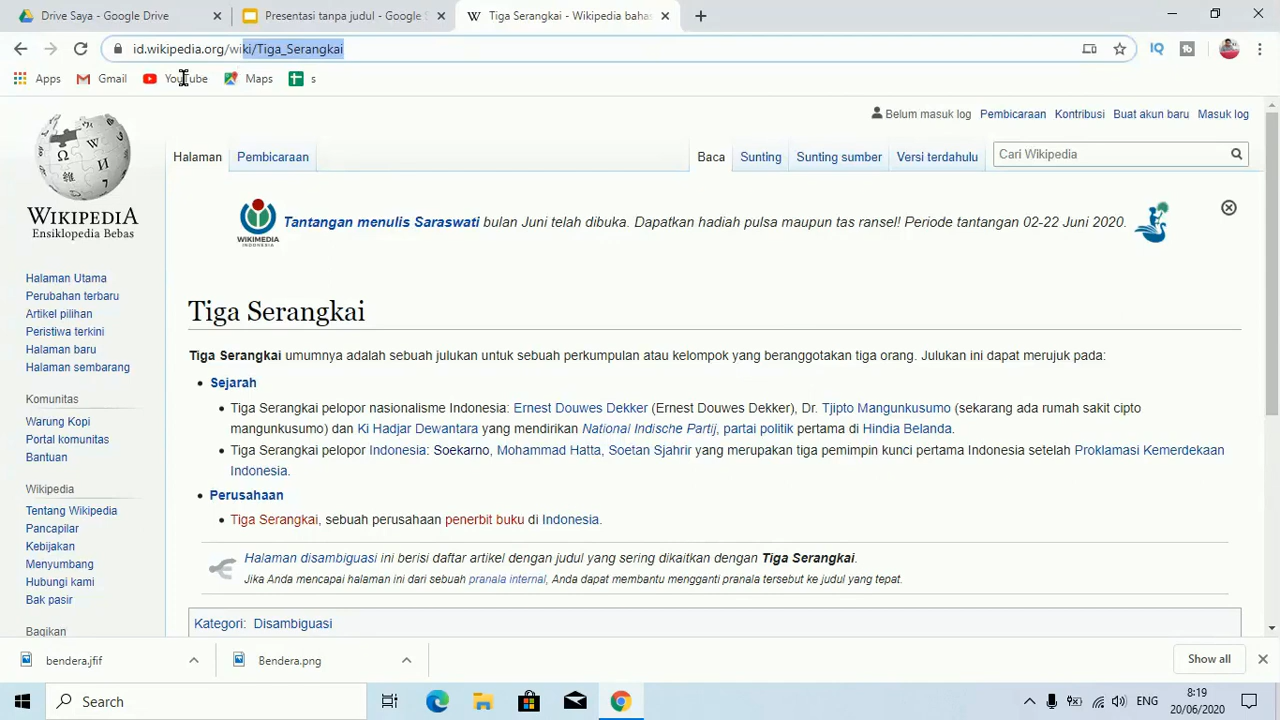 Drive Saya - Google Drive
Presentasi tanpa judul - Google S
Tiga Serangkai - Wikipedia bahas
id.wikipedia.org/wiki/Tiga_Serangkai
Apps
Gmail
YouTube
Maps
s
Belum masuk log Pembicaraan Kontribusi Buat akun baru Masuk log
Halaman Pembicaraan
Baca Sunting Sunting sumber Versi terdahulu
Cari Wikipedia
WIKIPEDIA
Ensiklopedia Bebas
WIKIMEDIA
INDONESIA
Tantangan menulis Saraswati bulan Juni telah dibuka. Dapatkan hadiah pulsa maupun tas ransel! Periode tantangan 02-22 Juni 2020.
Halaman Utama
Perubahan terbaru
Artikel pilihan
Peristiwa terkini
Halaman baru
Halaman sembarang
Komunitas
Warung Kopi
Portal komunitas
Bantuan
Wikipedia
Tentang Wikipedia
Pancapilar
Kebijakan
Menyumbang
Hubungi kami
Bak pasir
Bagikan
Tiga Serangkai
Tiga Serangkai umumnya adalah sebuah julukan untuk sebuah perkumpulan atau kelompok yang beranggotakan tiga orang. Julukan ini dapat merujuk pada:
• Sejarah
• Tiga Serangkai pelopor nasionalisme Indonesia: Ernest Douwes Dekker (Ernest Douwes Dekker), Dr. Tjipto Mangunkusumo (sekarang ada rumah sakit cipto
mangunkusumo) dan Ki Hadjar Dewantara yang mendirikan National Indische Partij, partai politik pertama di Hindia Belanda.
• Tiga Serangkai pelopor Indonesia: Soekarno, Mohammad Hatta, Soetan Sjahrir yang merupakan tiga pemimpin kunci pertama Indonesia setelah Proklamasi Kemerdekaan
Indonesia.
• Perusahaan
• Tiga Serangkai, sebuah perusahaan penerbit buku di Indonesia.
Halaman disambiguasi ini berisi daftar artikel dengan judul yang sering dikaitkan dengan Tiga Serangkai.
Jika Anda mencapai halaman ini dari sebuah pranala internal, Anda dapat membantu mengganti pranala tersebut ke judul yang tepat.
Kategori: Disambiguasi
bendera.jfif
Bendera.png
Show all
Search
ENG
8:19
20/06/2020